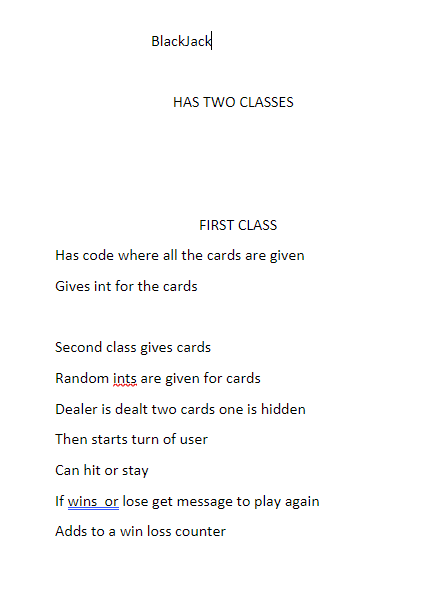 BlackJack
HAS TWO CLASSES
FIRST CLASS
Has code where all the cards are given
Gives int for the cards
Second class gives cards
Random ints are given for cards
Dealer is dealt two cards one is hidden
Then starts turn of user
Can hit or stay
If wins  or lose get message to play again
Adds to a win loss counter